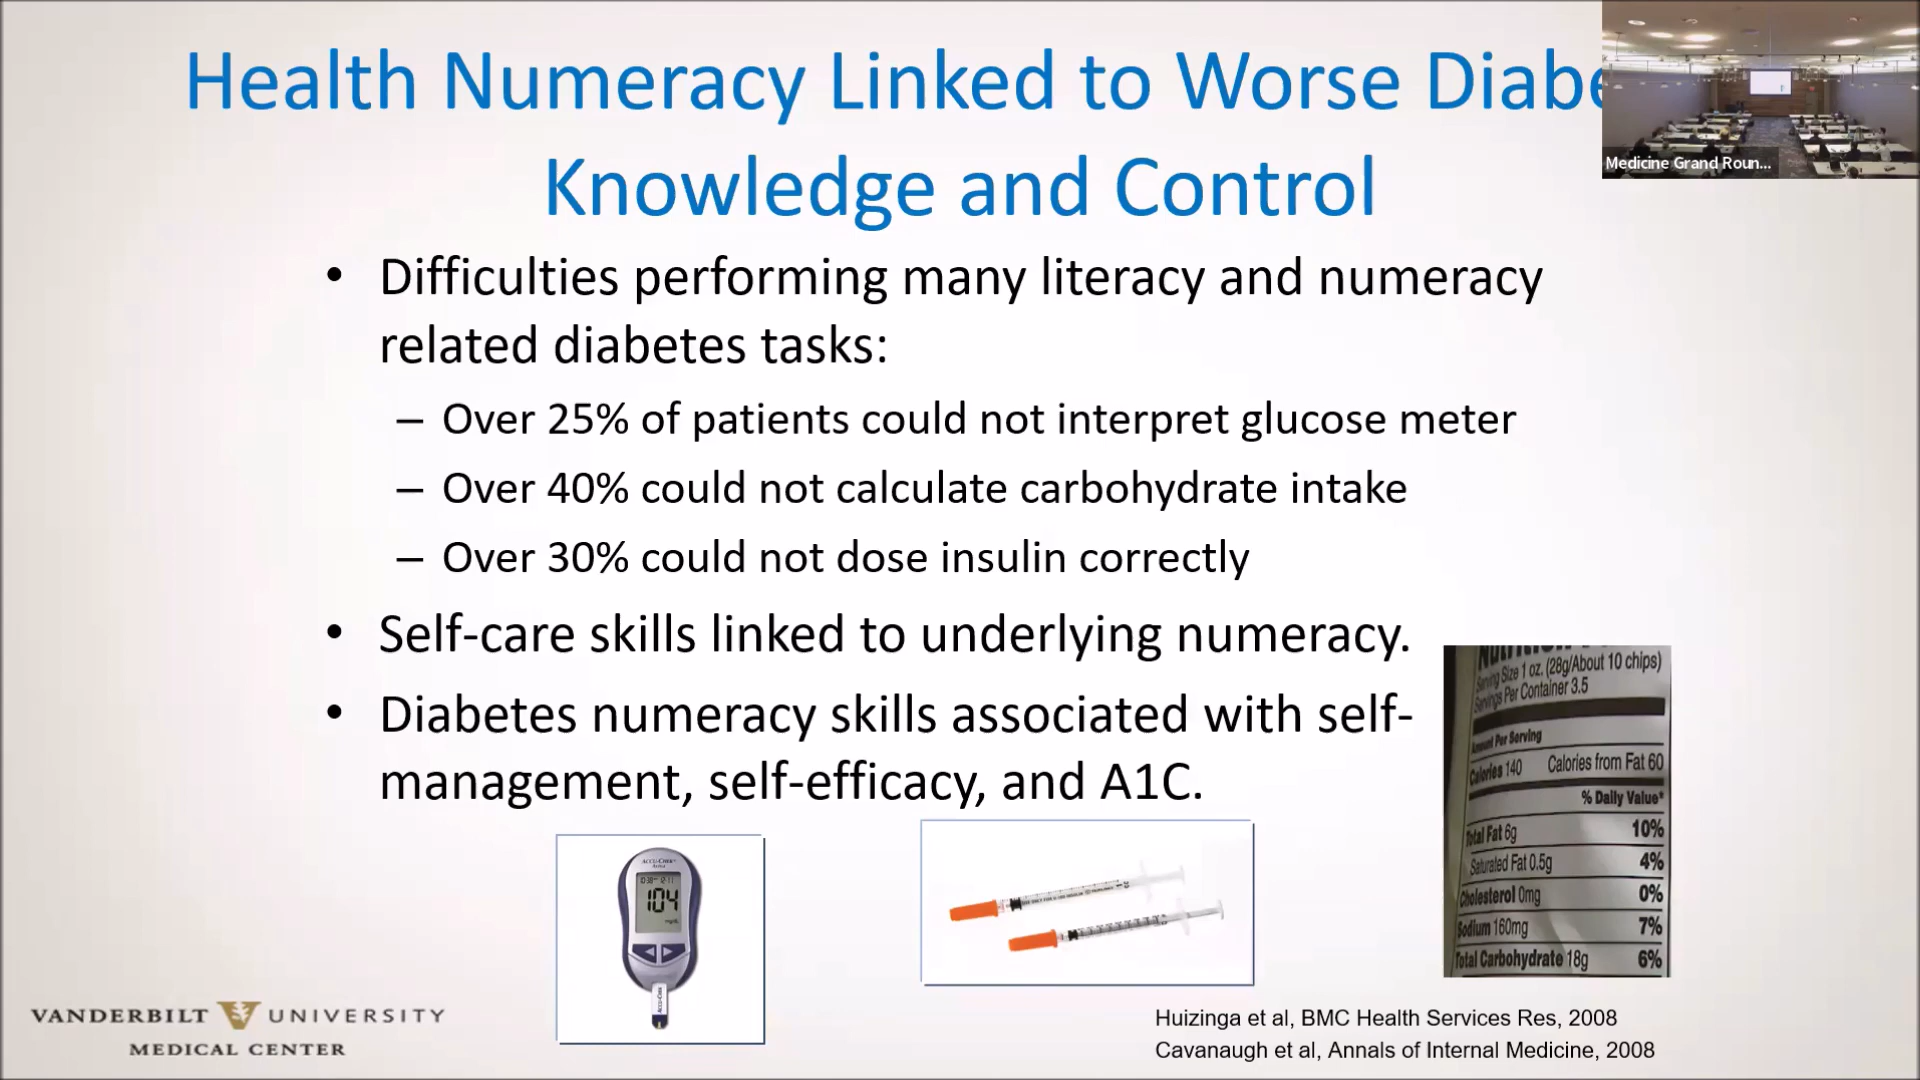 Health Numeracy Linked to Worse Diabe
Knowledge and Control
Medicine Grand Roun...
• Difficulties performing many literacy and numeracy
related diabetes tasks:
– Over 25% of patients could not interpret glucose meter
– Over 40% could not calculate carbohydrate intake
– Over 30% could not dose insulin correctly
• Self-care skills linked to underlying numeracy.
• Diabetes numeracy skills associated with self-
management, self-efficacy, and A1C.
Serving Size 1 oz. (28g/About 10 chips)
Servings Per Container 3.5
Amount Per Serving
Calories 140 Calories from Fat 60
% Daily Value*
Total Fat 6g 10%
Saturated Fat 0.5g 4%
Cholesterol 0mg 0%
Sodium 160mg 7%
Total Carbohydrate 18g 6%
ACCU-CHEK
104
VANDERBILT UNIVERSITY
MEDICAL CENTER
Huizinga et al, BMC Health Services Res, 2008
Cavanaugh et al, Annals of Internal Medicine, 2008